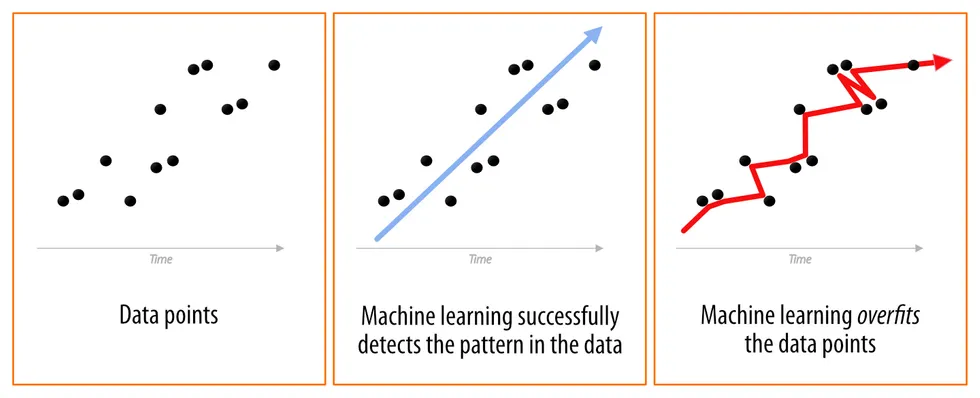 Time
Data points
Time
Machine learning successfully
detects the pattern in the data
Time
Machine learning overfits
the data points